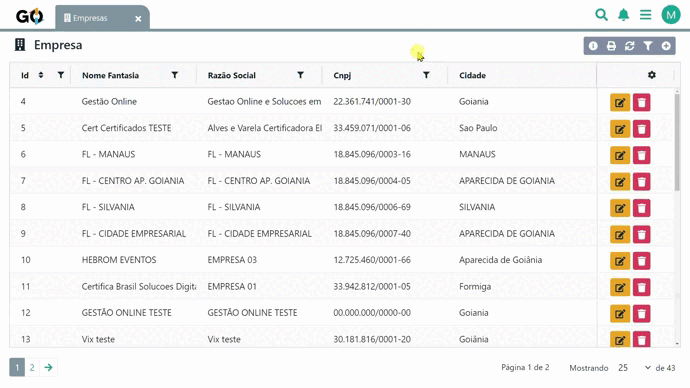 GO Empresas M
Empresa
Id Nome Fantasia Razão Social Cnpj Cidade
4 Gestão Online Gestao Online e Solucoes em 22.361.741/0001-30 Goiania
5 Cert Certificados TESTE Alves e Varela Certificadora El 33.459.071/0001-06 Sao Paulo
6 FL - MANAUS FL - MANAUS 18.845.096/0003-16 MANAUS
7 FL - CENTRO AP. GOIANIA FL - CENTRO AP. GOIANIA 18.845.096/0004-05 APARECIDA DE GOIANIA
8 FL - SILVANIA FL - SILVANIA 18.845.096/0006-69 SILVANIA
9 FL - CIDADE EMPRESARIAL FL - CIDADE EMPRESARIAL 18.845.096/0007-40 APARECIDA DE GOIANIA
10 HEBROM EVENTOS EMPRESA 03 12.725.460/0001-66 Aparecida de Goiânia
11 Certifica Brasil Solucoes Digita EMPRESA 01 33.942.812/0001-05 Formiga
12 GESTÃO ONLINE TESTE GESTÃO ONLINE TESTE 00.000.000/0000-00 Goiania
13 Vix teste Vix teste 30.181.816/0001-20 Goiânia
1 2 Página 1 de 2 Mostrando 25 de 43